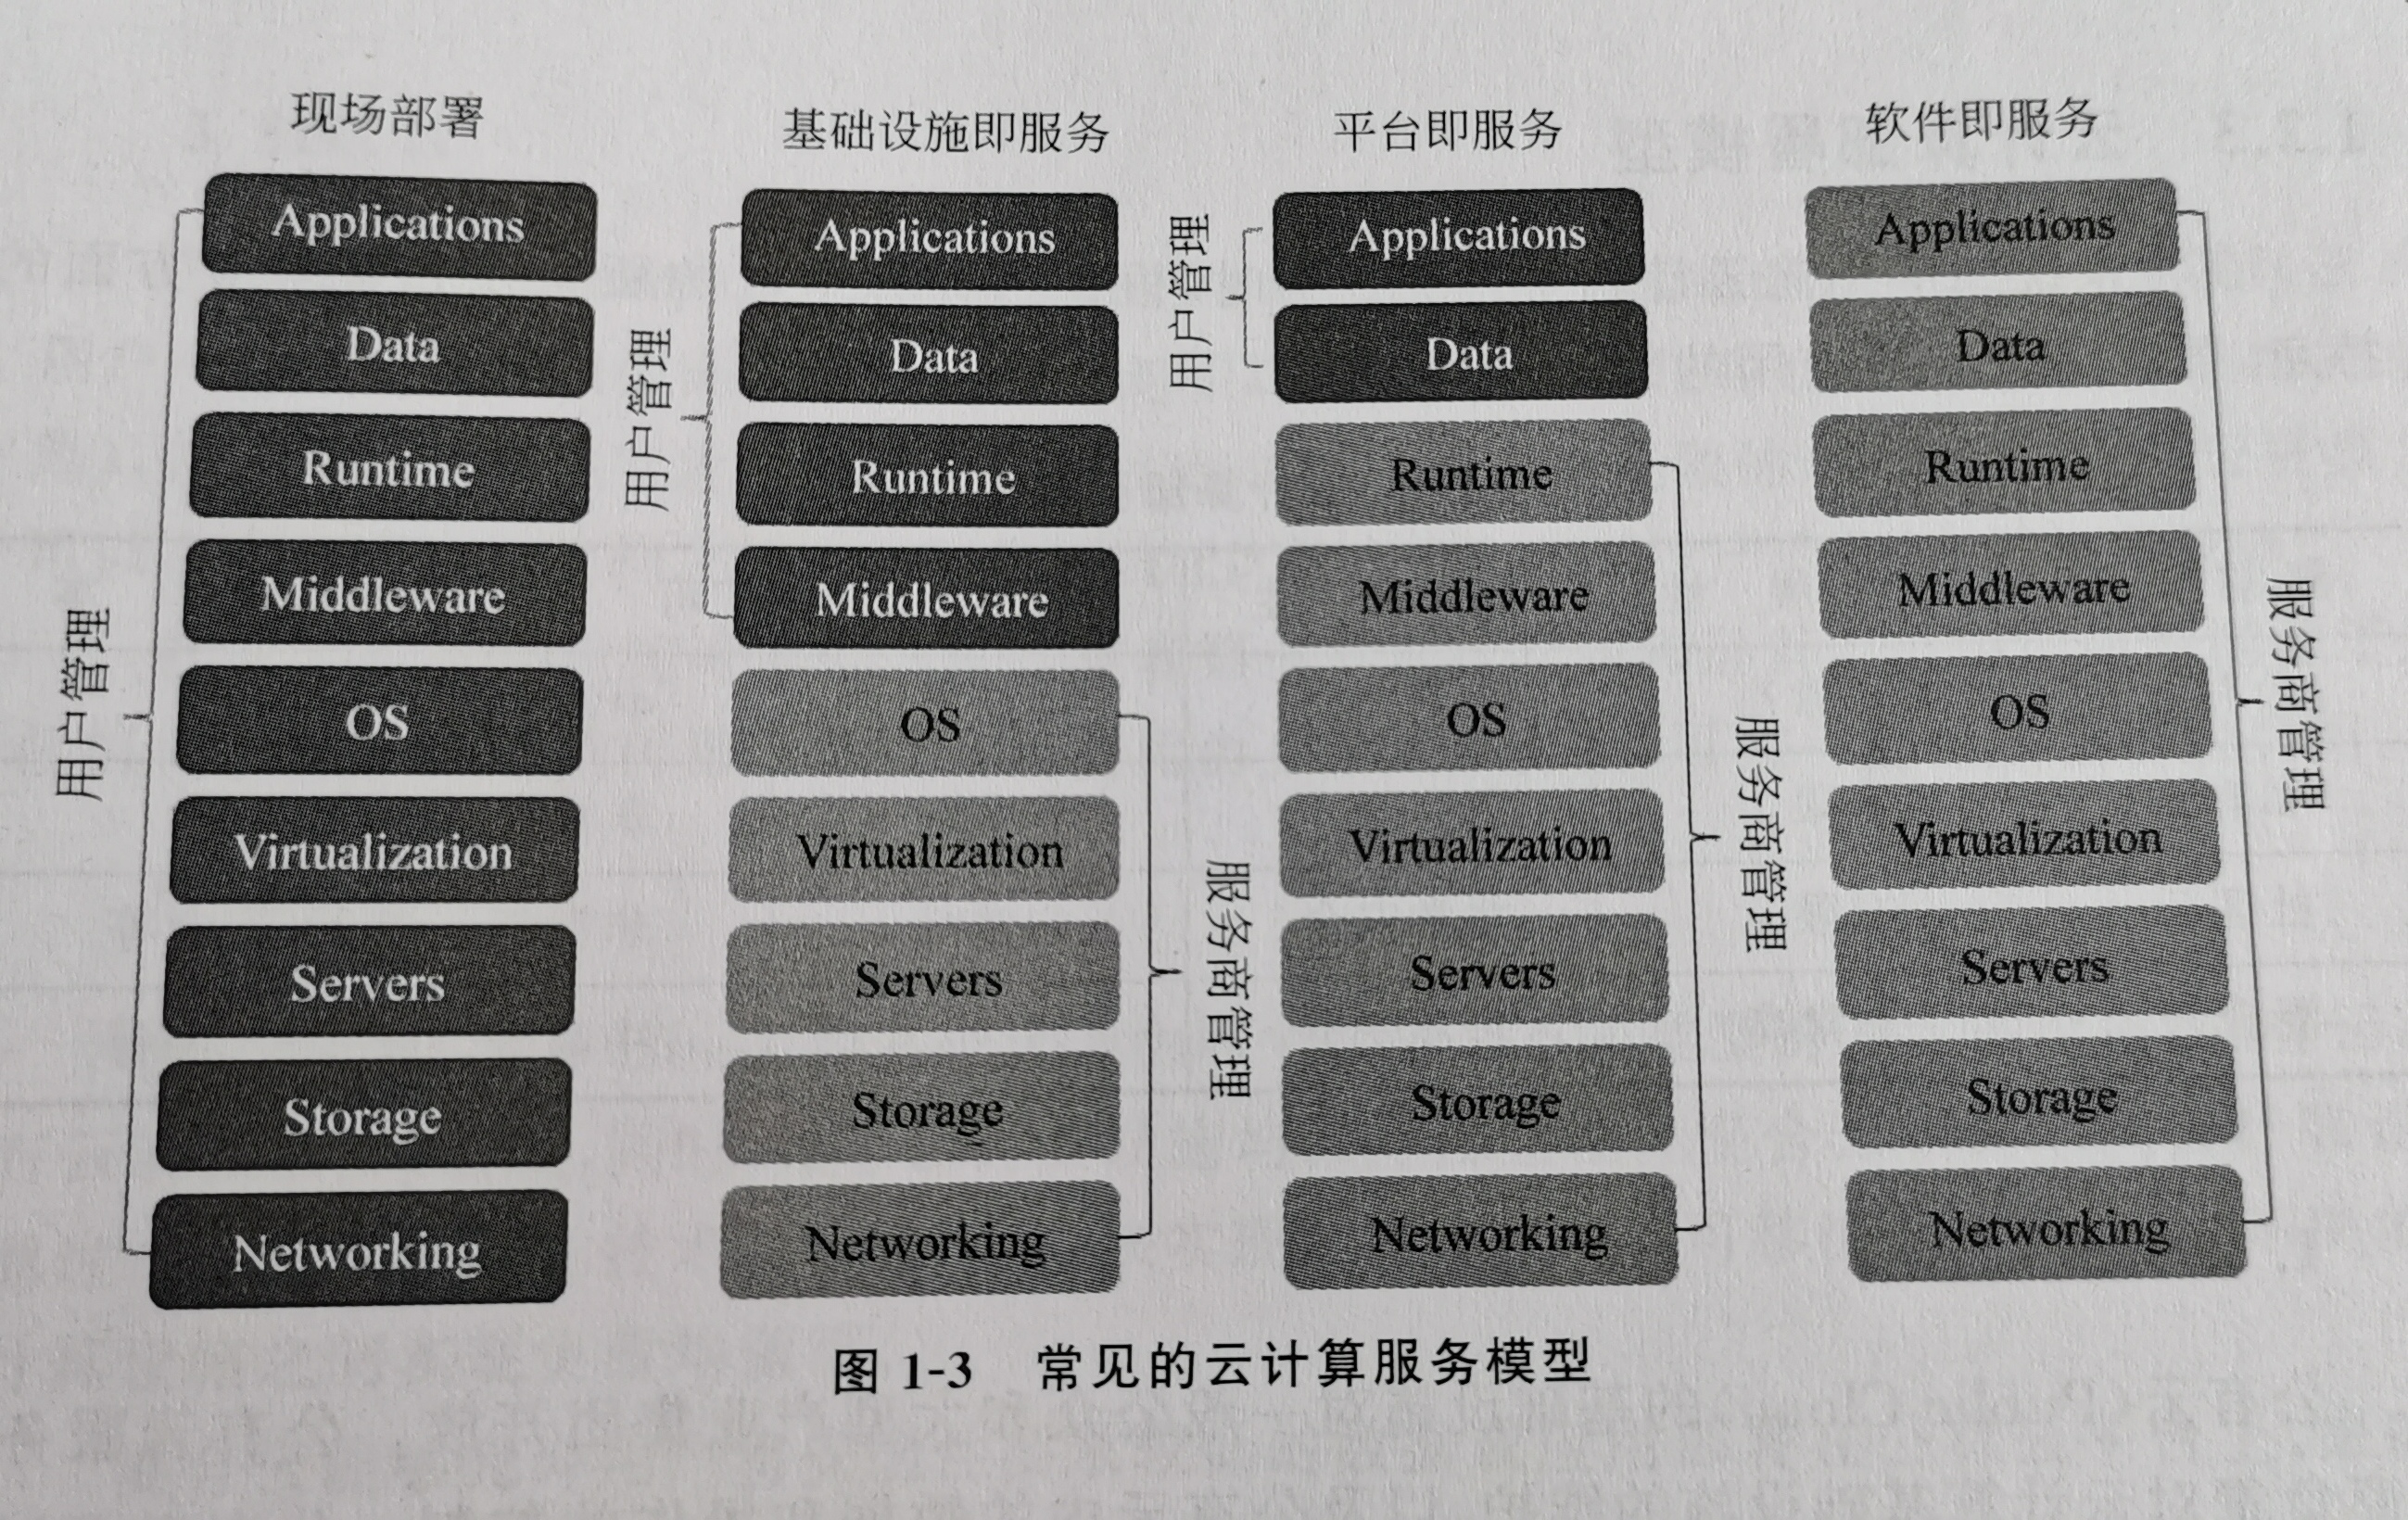 现场部署
用户管理
Applications
Data
Runtime
Middleware
OS
Virtualization
Servers
Storage
Networking
基础设施即服务
用户管理
Applications
Data
Runtime
Middleware
OS
Virtualization
Servers
Storage
Networking
服务商管理
平台即服务
用户管理
Applications
Data
Runtime
Middleware
OS
Virtualization
Servers
Storage
Networking
服务商管理
软件即服务
Applications
Data
Runtime
Middleware
OS
Virtualization
Servers
Storage
Networking
服务商管理
图 1-3 常见的云计算服务模型